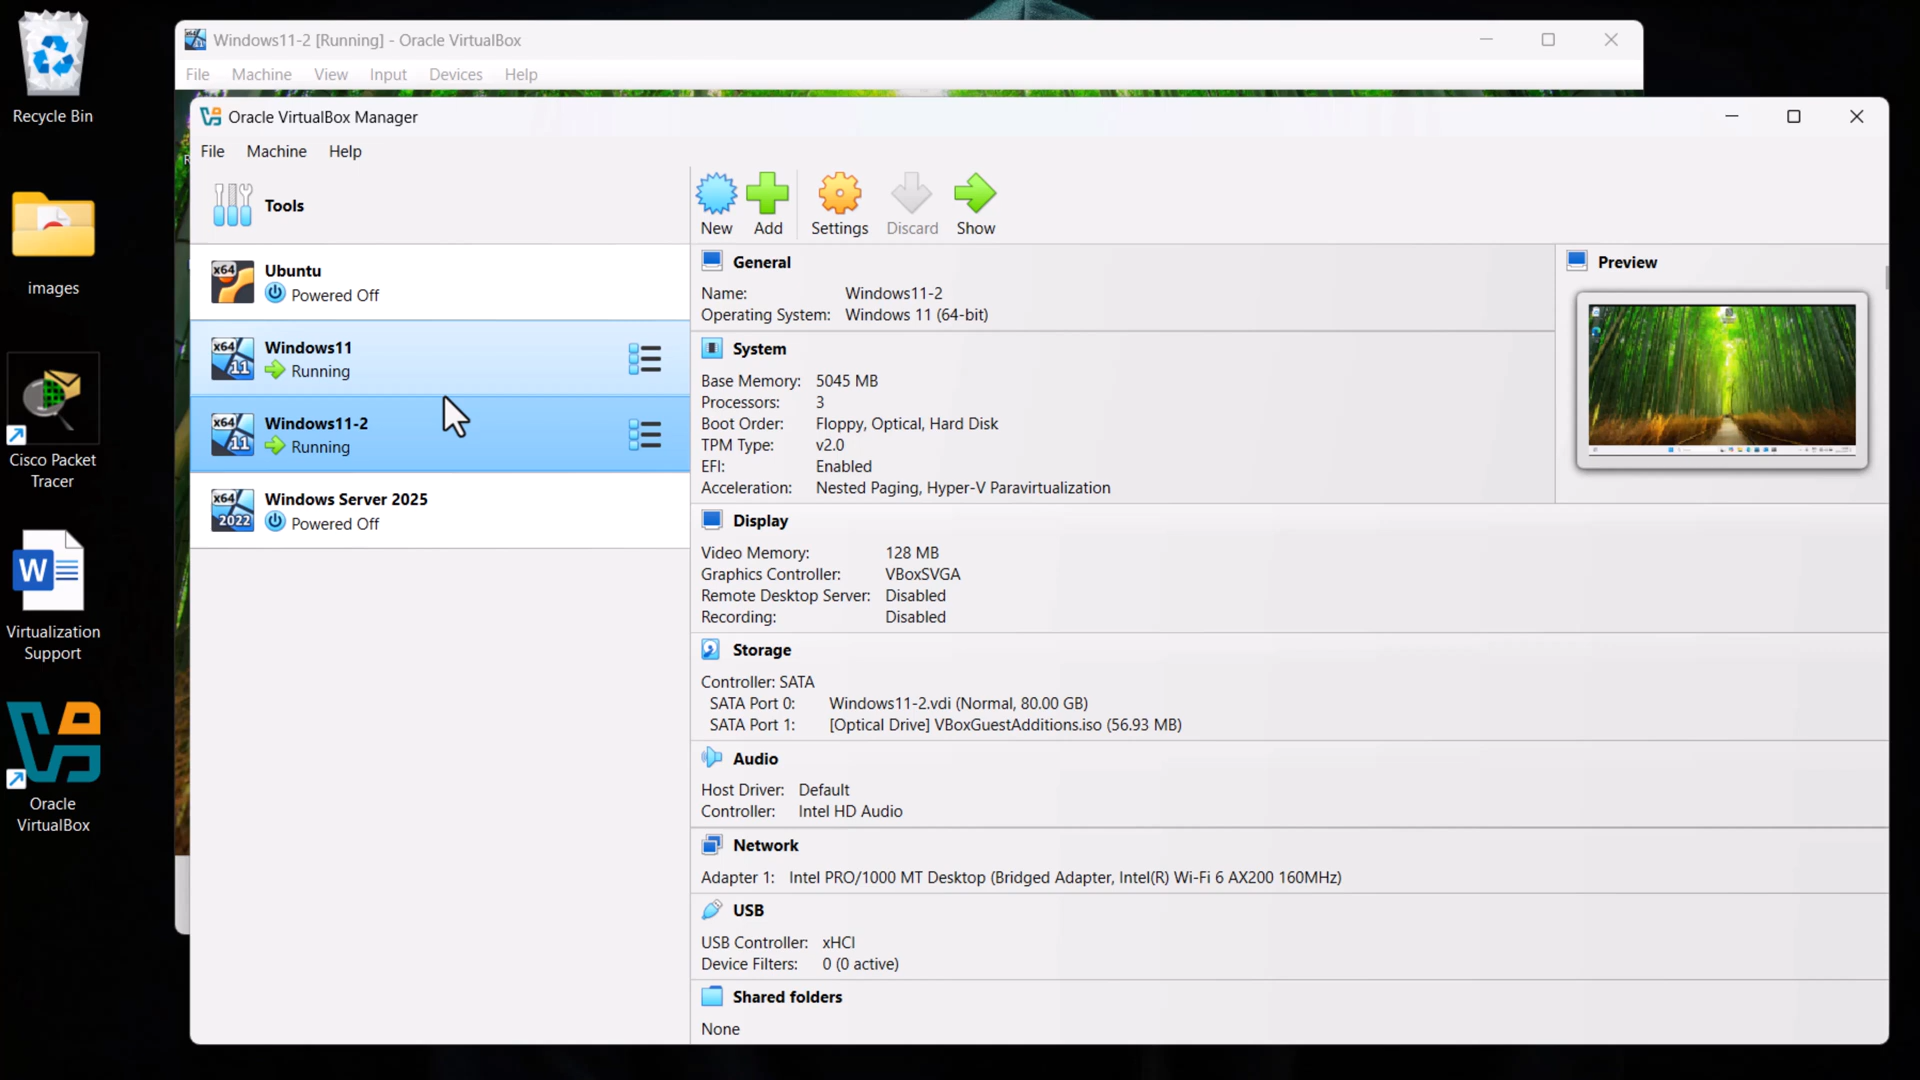 Recycle Bin
images
Cisco Packet
Tracer
Virtualization
Support
Oracle
VirtualBox
Windows11-2 [Running] - Oracle VirtualBox
File Machine View Input Devices Help
Oracle VirtualBox Manager
File Machine Help
Tools
New Add Settings Discard Show
x64
Ubuntu
Powered Off
x64
11
Windows11
Running
x64
11
Windows11-2
Running
x64
2022
Windows Server 2025
Powered Off
General
Name: Windows11-2
Operating System: Windows 11 (64-bit)
System
Base Memory: 5045 MB
Processors: 3
Boot Order: Floppy, Optical, Hard Disk
TPM Type: v2.0
EFI: Enabled
Acceleration: Nested Paging, Hyper-V Paravirtualization
Preview
Display
Video Memory: 128 MB
Graphics Controller: VBoxSVGA
Remote Desktop Server: Disabled
Recording: Disabled
Storage
Controller: SATA
SATA Port 0: Windows11-2.vdi (Normal, 80.00 GB)
SATA Port 1: [Optical Drive] VBoxGuestAdditions.iso (56.93 MB)
Audio
Host Driver: Default
Controller: Intel HD Audio
Network
Adapter 1: Intel PRO/1000 MT Desktop (Bridged Adapter, Intel(R) Wi-Fi 6 AX200 160MHz)
USB
USB Controller: xHCI
Device Filters: 0 (0 active)
Shared folders
None